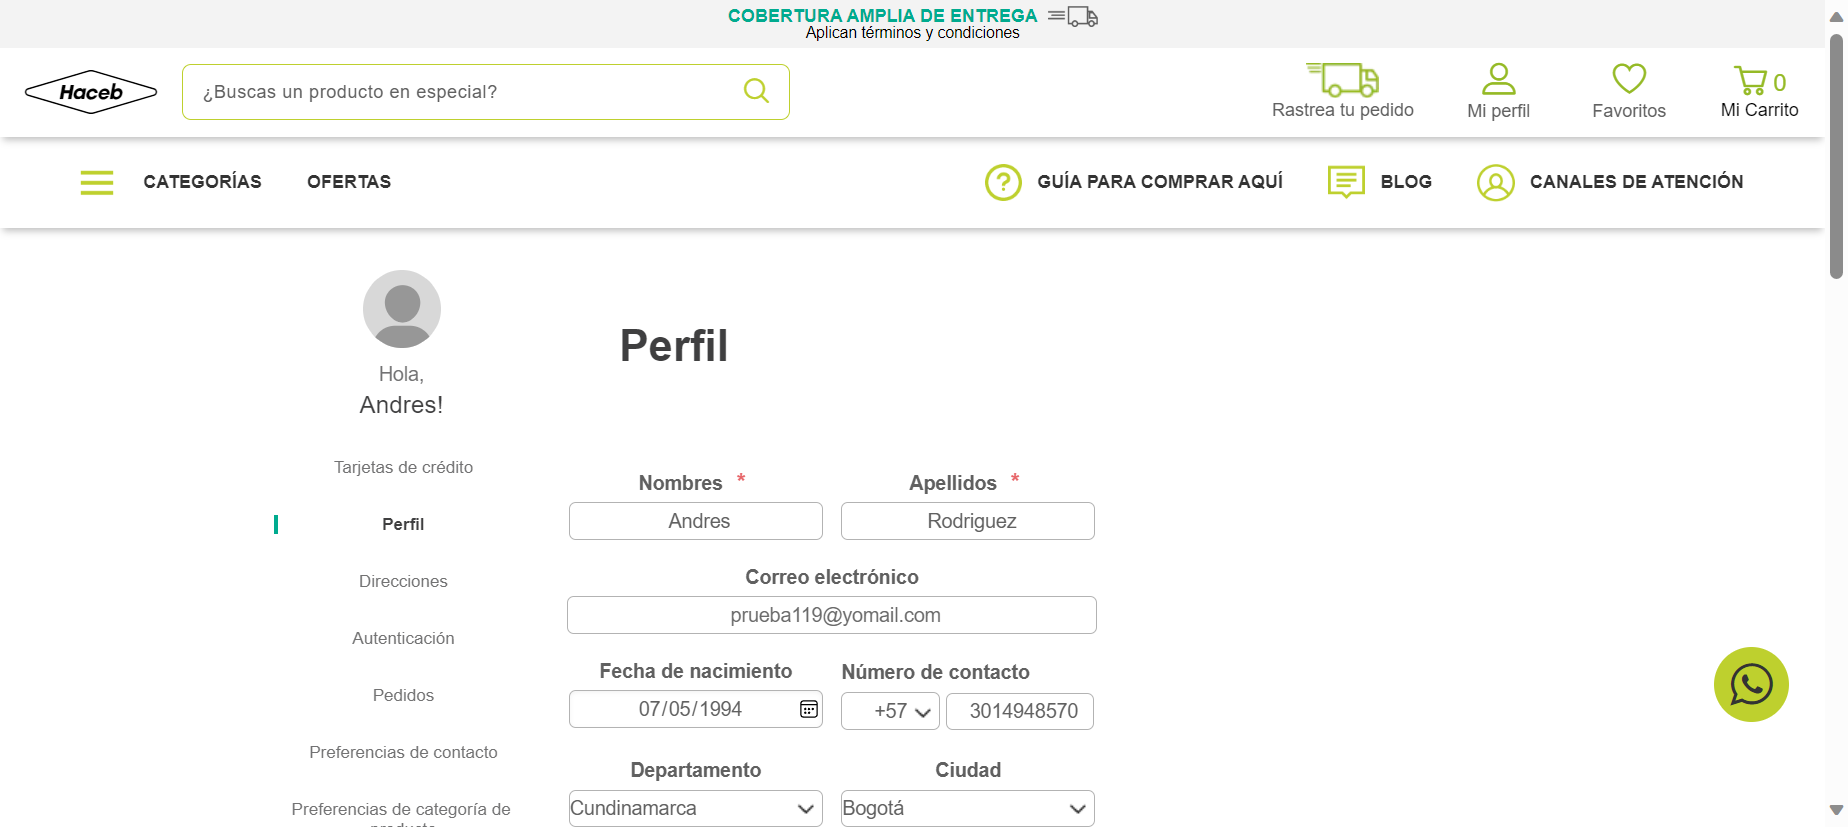 COBERTURA AMPLIA DE ENTREGA
Aplican términos y condiciones
Haceb
¿Buscas un producto en especial?
Rastrea tu pedido
Mi perfil
Favoritos
0
Mi Carrito
CATEGORÍAS
OFERTAS
GUÍA PARA COMPRAR AQUÍ
BLOG
CANALES DE ATENCIÓN
Hola,
Andres!
Tarjetas de crédito
Perfil
Direcciones
Autenticación
Pedidos
Preferencias de contacto
Preferencias de categoría de
Perfil
Nombres *
Apellidos *
Andres
Rodriguez
Correo electrónico
prueba119@yomail.com
Fecha de nacimiento
Número de contacto
07/05/1994
+57
3014948570
Departamento
Ciudad
Cundinamarca
Bogotá